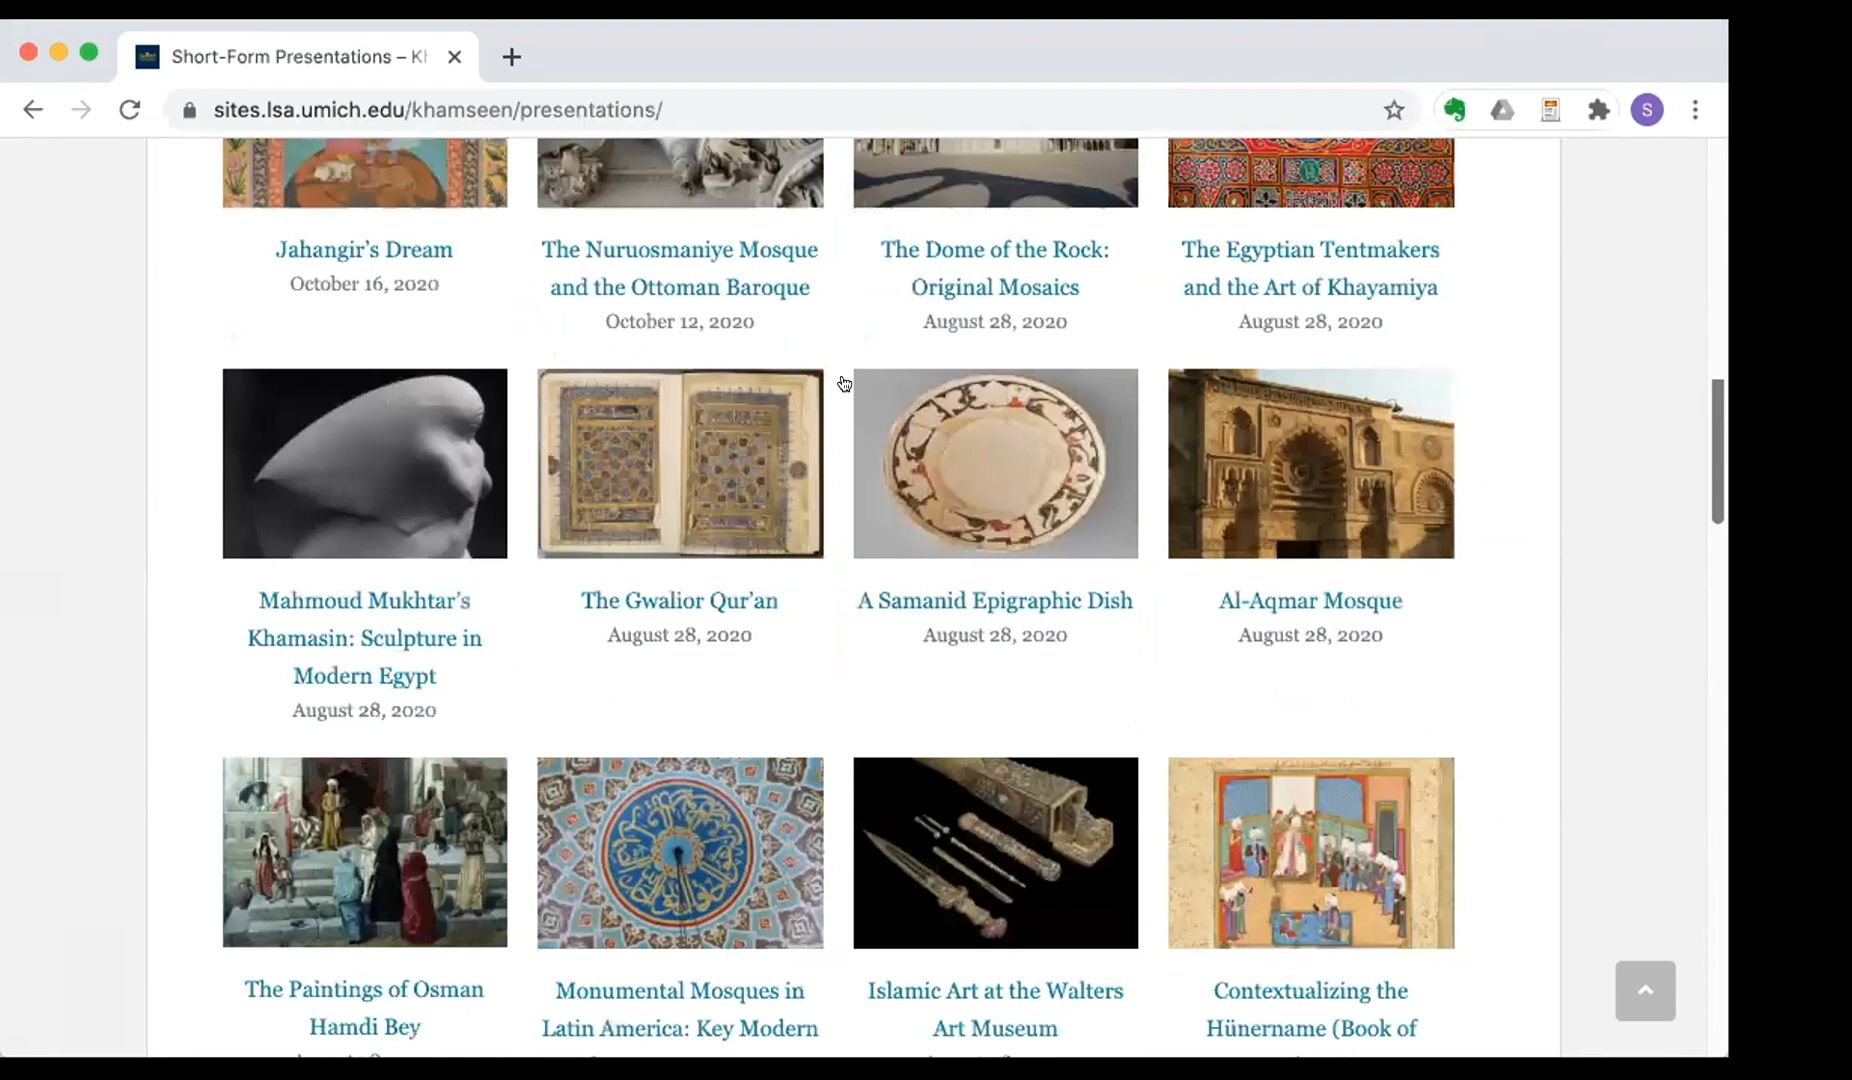 Short-Form Presentations – Kh
sites.lsa.umich.edu/khamseen/presentations/
S
Jahangir’s Dream
October 16, 2020
The Nuruosmaniye Mosque
and the Ottoman Baroque
October 12, 2020
The Dome of the Rock:
Original Mosaics
August 28, 2020
The Egyptian Tentmakers
and the Art of Khayamiya
August 28, 2020
Mahmoud Mukhtar’s
Khamasin: Sculpture in
Modern Egypt
August 28, 2020
The Gwalior Qur’an
August 28, 2020
A Samanid Epigraphic Dish
August 28, 2020
Al-Aqmar Mosque
August 28, 2020
The Paintings of Osman
Hamdi Bey
Monumental Mosques in
Latin America: Key Modern
Islamic Art at the Walters
Art Museum
Contextualizing the
Hünername (Book of